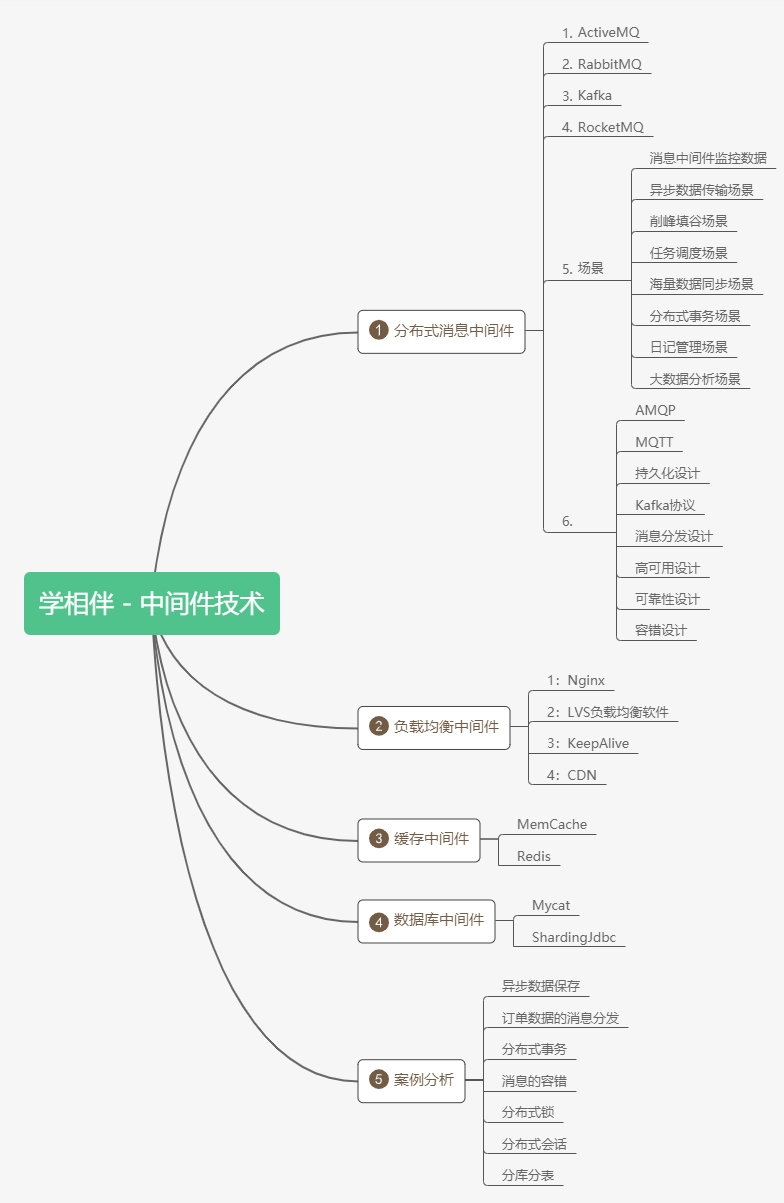 学相伴 - 中间件技术
1 分布式消息中间件
1. ActiveMQ
2. RabbitMQ
3. Kafka
4. RocketMQ
5. 场景
消息中间件监控数据
异步数据传输场景
削峰填谷场景
任务调度场景
海量数据同步场景
分布式事务场景
日记管理场景
大数据分析场景
6.
AMQP
MQTT
持久化设计
Kafka协议
消息分发设计
高可用设计
可靠性设计
容错设计
2 负载均衡中间件
1：Nginx
2：LVS负载均衡软件
3：KeepAlive
4：CDN
3 缓存中间件
MemCache
Redis
4 数据库中间件
Mycat
ShardingJdbc
5 案例分析
异步数据保存
订单数据的消息分发
分布式事务
消息的容错
分布式锁
分布式会话
分库分表